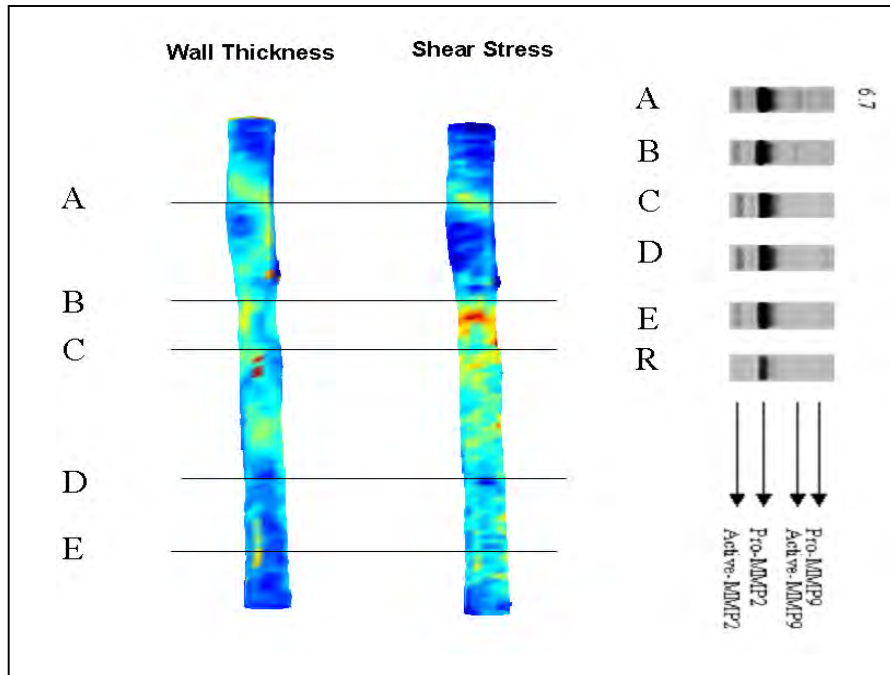 Wall Thickness
Shear Stress
A
B
C
D
E
A
B
C
D
E
R
6.7
Active-MMP2
Pro-MMP2
Active-MMP9
Pro-MMP9